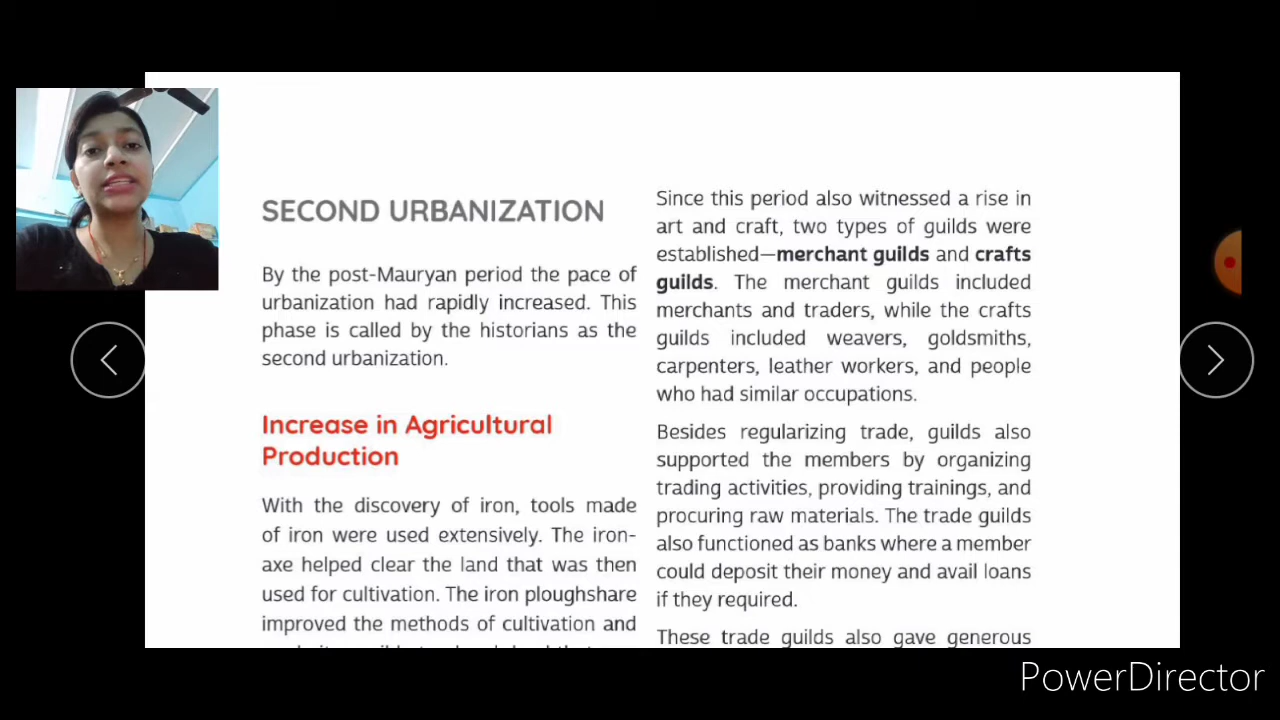 SECOND URBANIZATION
By the post-Mauryan period the pace of
urbanization had rapidly increased. This
phase is called by the historians as the
second urbanization.
Increase in Agricultural
Production
With the discovery of iron, tools made
of iron were used extensively. The iron-
axe helped clear the land that was then
used for cultivation. The iron ploughshare
improved the methods of cultivation and
Since this period also witnessed a rise in
art and craft, two types of guilds were
established—merchant guilds and crafts
guilds. The merchant guilds included
merchants and traders, while the crafts
guilds included weavers, goldsmiths,
carpenters, leather workers, and people
who had similar occupations.
Besides regularizing trade, guilds also
supported the members by organizing
trading activities, providing trainings, and
procuring raw materials. The trade guilds
also functioned as banks where a member
could deposit their money and avail loans
if they required.
These trade guilds also gave generous
PowerDirector